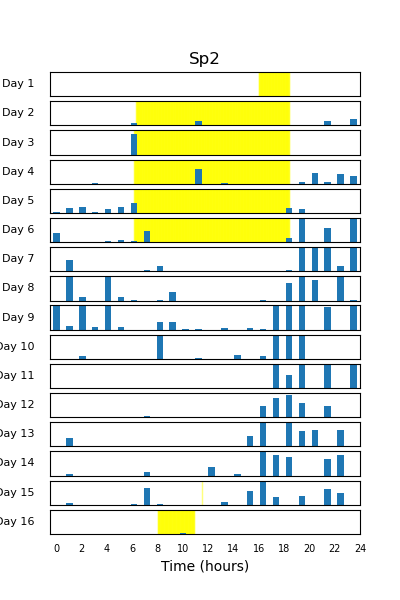 Sp2
Day 1
Day 2
Day 3
Day 4
Day 5
Day 6
Day 7
Day 8
Day 9
Day 10
Day 11
Day 12
Day 13
Day 14
Day 15
Day 16
0 2 4 6 8 10 12 14 16 18 20 22 24
Time (hours)